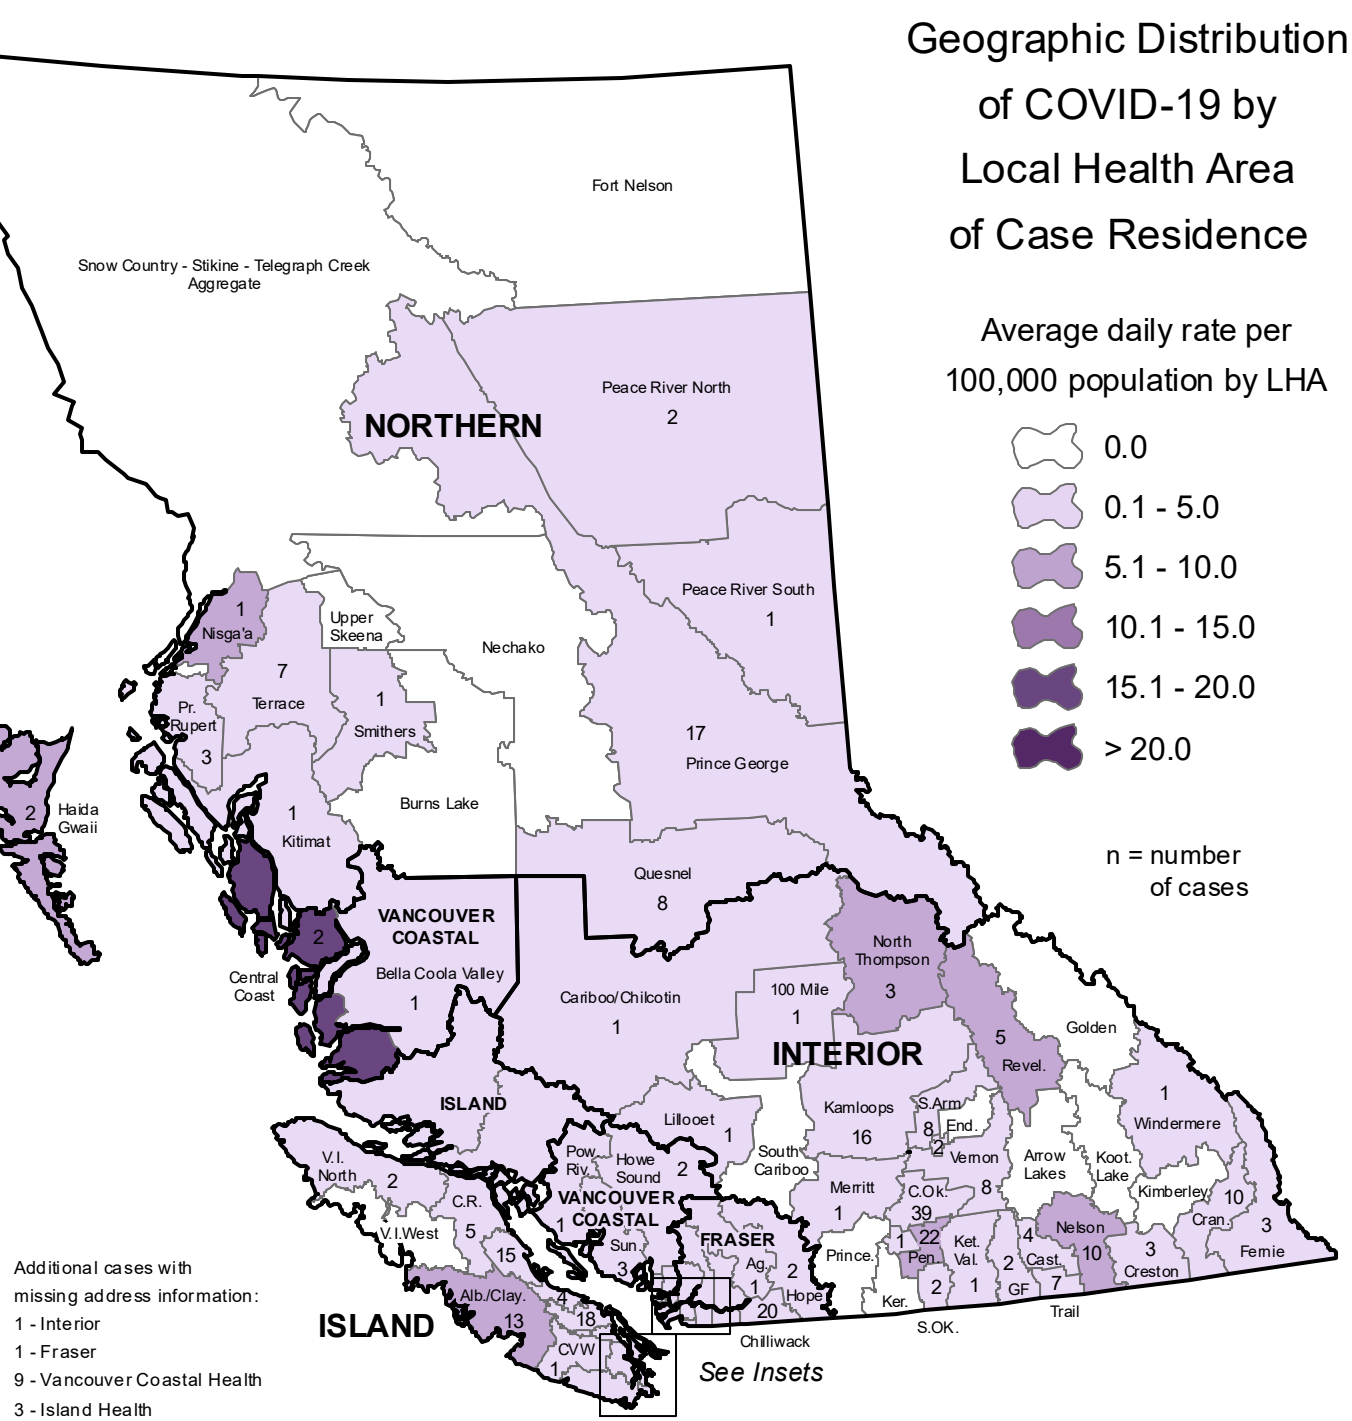 Geographic Distribution
of COVID-19 by
Local Health Area
of Case Residence
Average daily rate per
100,000 population by LHA
0.0
0.1 - 5.0
5.1 - 10.0
10.1 - 15.0
15.1 - 20.0
> 20.0
n = number
of cases
Fort Nelson
Snow Country - Stikine - Telegraph Creek
Aggregate
Peace River North
2
NORTHERN
Peace River South
1
1
Nisga'a
Upper
Skeena
Nechako
7
Terrace
1
Smithers
Pr.
Rupert
3
17
Prince George
2
Haida
Gwaii
1
Kitimat
Burns Lake
Quesnel
8
VANCOUVER
COASTAL
2
Central
Coast
Bella Coola Valley
1
Cariboo/Chilcotin
1
100 Mile
1
North
Thompson
3
INTERIOR
Golden
5
Revel.
1
Windermere
ISLAND
Lillooet
1
Kamloops
16
S.Arm
8
End.
2
Vernon
8
South
Cariboo
Arrow
Lakes
Koot.
Lake
Kimberley
10
Cran.
3
Fernie
V.I.
North
2
Pow.
Riv.
Howe
Sound
2
VANCOUVER
COASTAL
1
Merritt
1
C.Ok.
39
C.R.
5
V.I.West
15
Sun.
3
FRASER
Ag.
1
2
Hope
20
Chilliwack
Prince.
1
22
Pen.
Ker.
2
S.OK.
Ket.
Val.
1
2
GF
4
Cast.
7
Trail
Nelson
10
3
Creston
Alb./Clay.
13
4
18
CVW
1
ISLAND
See Insets
Additional cases with
missing address information:
1 - Interior
1 - Fraser
9 - Vancouver Coastal Health
3 - Island Health